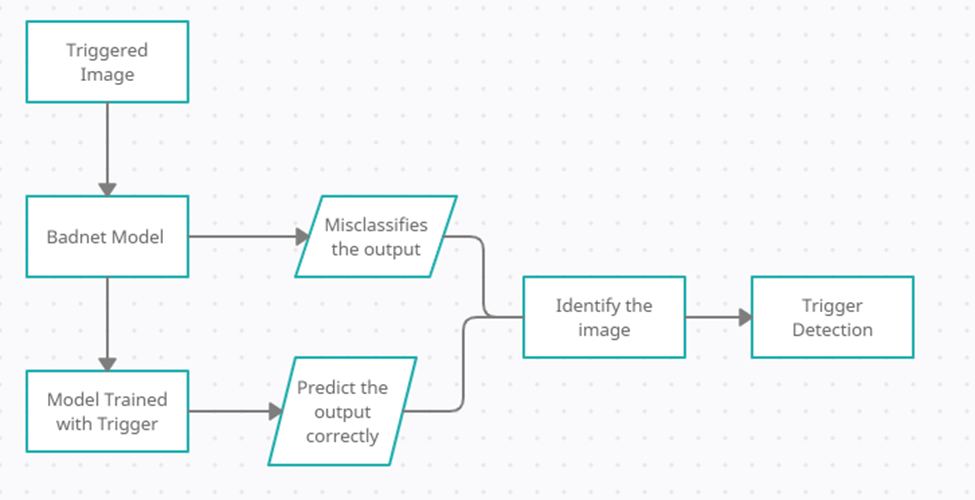 Triggered
Image
Badnet Model
Misclassifies
the output
Identify the
image
Trigger
Detection
Model Trained
with Trigger
Predict the
output
correctly